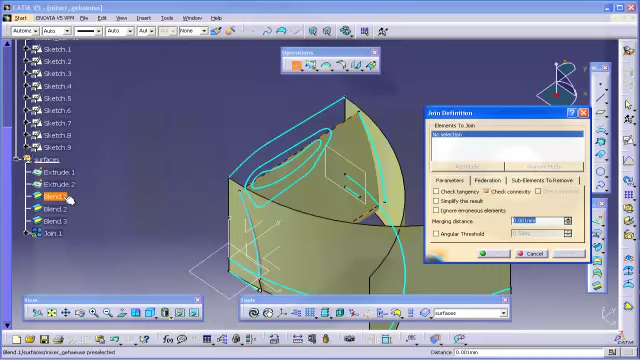 CATIA V5 - [mixer_gehaeuse]
Start ENOVIA V5 VPM File Edit View Insert Tools Window Help
Auto
None
Operations
Sketch.1
Sketch.2
Sketch.3
Sketch.4
Sketch.5
Sketch.6
Sketch.7
Sketch.8
Sketch.9
surfaces
Extrude.1
Extrude.2
Blend.1
Blend.2
Blend.3
Join.1
Join Definition
Elements To Join
No selection
Parameters Federation Sub-Elements To Remove
Check tangency Check connexity
Simplify the result
Ignore erroneous elements
Merging distance 0.001mm
Angular Threshold
Cancel
Tools
surfaces
Blend.1/surfaces/mixer_gehaeuse preselected
Distance 0.001mm
CATIA